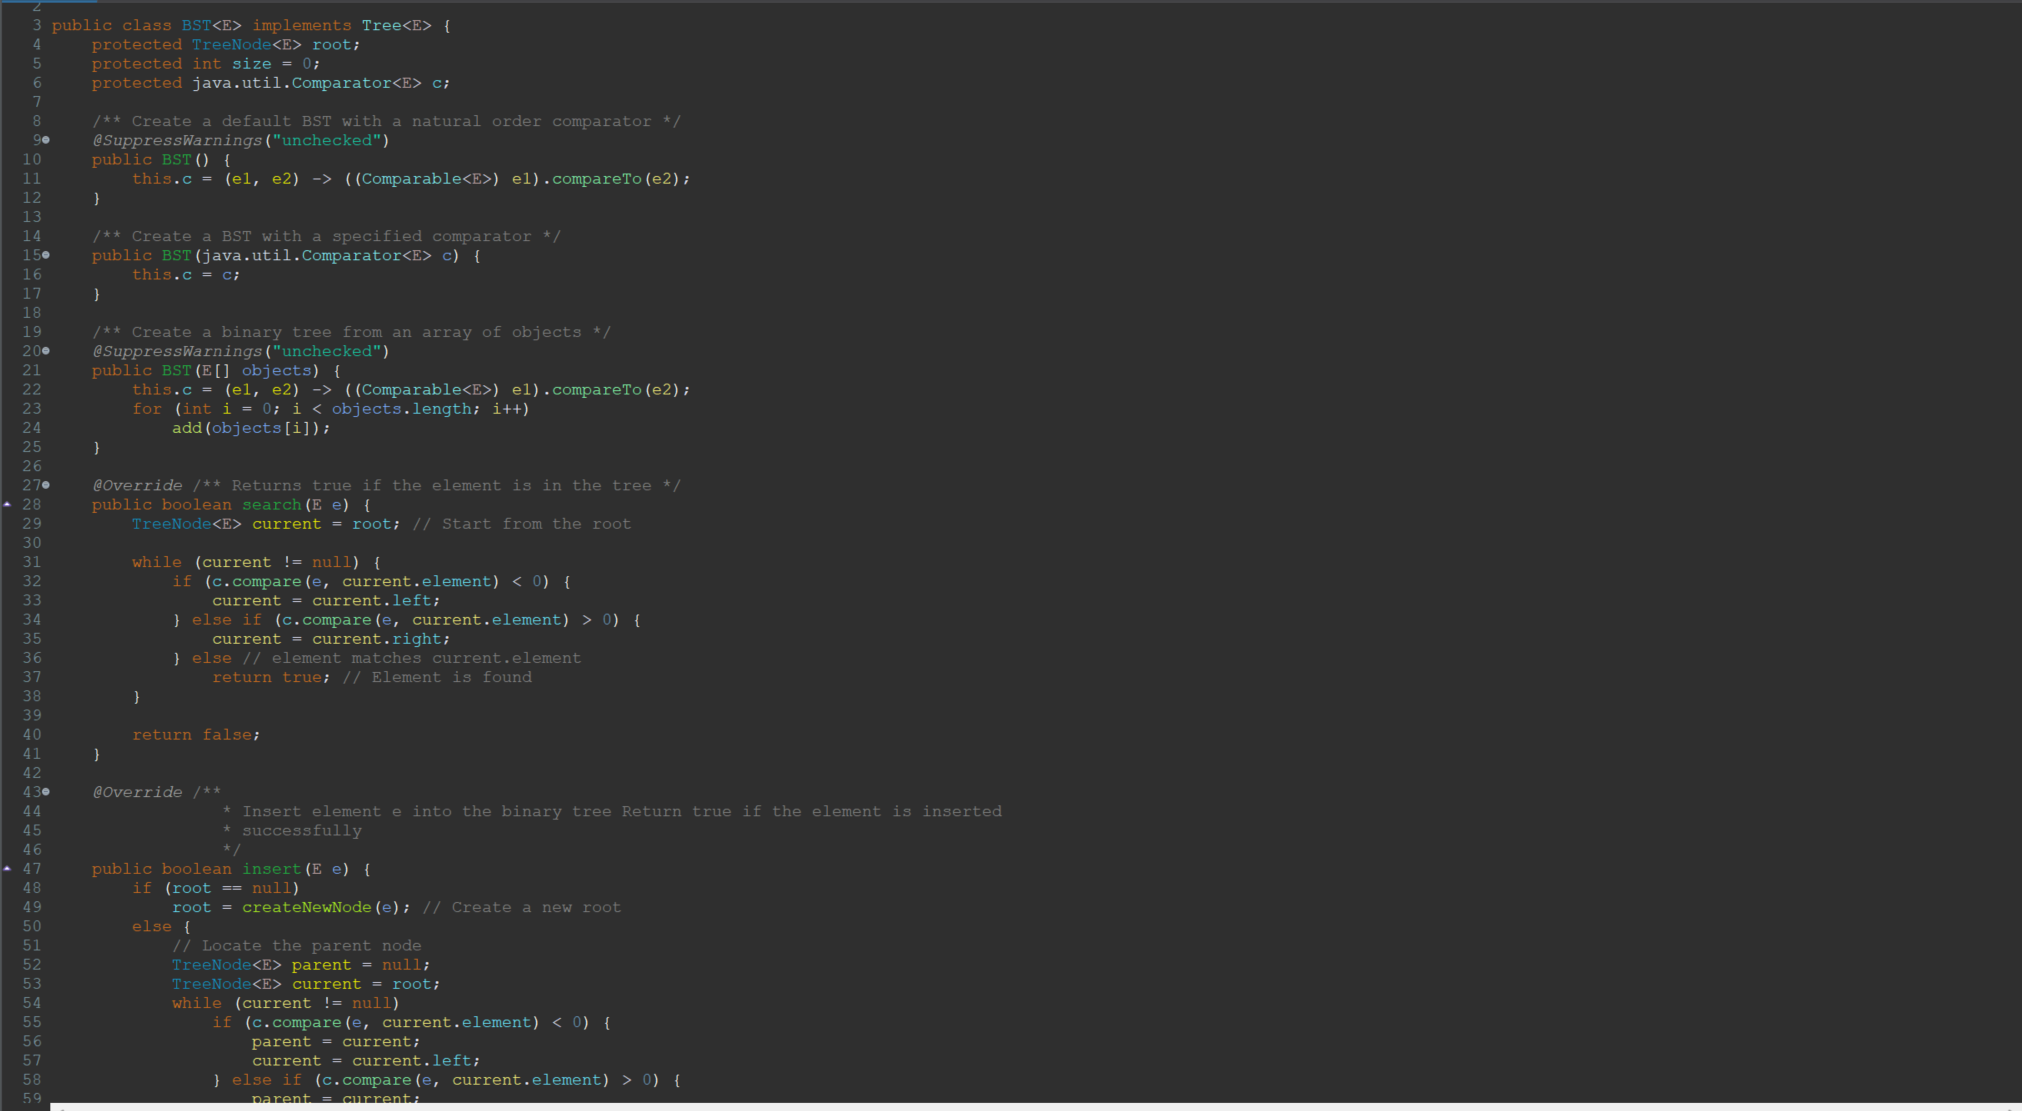 2
3 public class BST<E> implements Tree<E> {
4     protected TreeNode<E> root;
5     protected int size = 0;
6     protected java.util.Comparator<E> c;
7
8     /** Create a default BST with a natural order comparator */
9     @SuppressWarnings("unchecked")
10     public BST() {
11         this.c = (e1, e2) -> ((Comparable<E>) e1).compareTo(e2);
12     }
13
14     /** Create a BST with a specified comparator */
15     public BST(java.util.Comparator<E> c) {
16         this.c = c;
17     }
18
19     /** Create a binary tree from an array of objects */
20     @SuppressWarnings("unchecked")
21     public BST(E[] objects) {
22         this.c = (e1, e2) -> ((Comparable<E>) e1).compareTo(e2);
23         for (int i = 0; i < objects.length; i++)
24             add(objects[i]);
25     }
26
27     @Override /** Returns true if the element is in the tree */
28     public boolean search(E e) {
29         TreeNode<E> current = root; // Start from the root
30
31         while (current != null) {
32             if (c.compare(e, current.element) < 0) {
33                 current = current.left;
34             } else if (c.compare(e, current.element) > 0) {
35                 current = current.right;
36             } else // element matches current.element
37                 return true; // Element is found
38         }
39
40         return false;
41     }
42
43     @Override /**
44              * Insert element e into the binary tree Return true if the element is inserted
45              * successfully
46              */
47     public boolean insert(E e) {
48         if (root == null)
49             root = createNewNode(e); // Create a new root
50         else {
51             // Locate the parent node
52             TreeNode<E> parent = null;
53             TreeNode<E> current = root;
54             while (current != null)
55                 if (c.compare(e, current.element) < 0) {
56                     parent = current;
57                     current = current.left;
58                 } else if (c.compare(e, current.element) > 0) {
59                     parent = current;